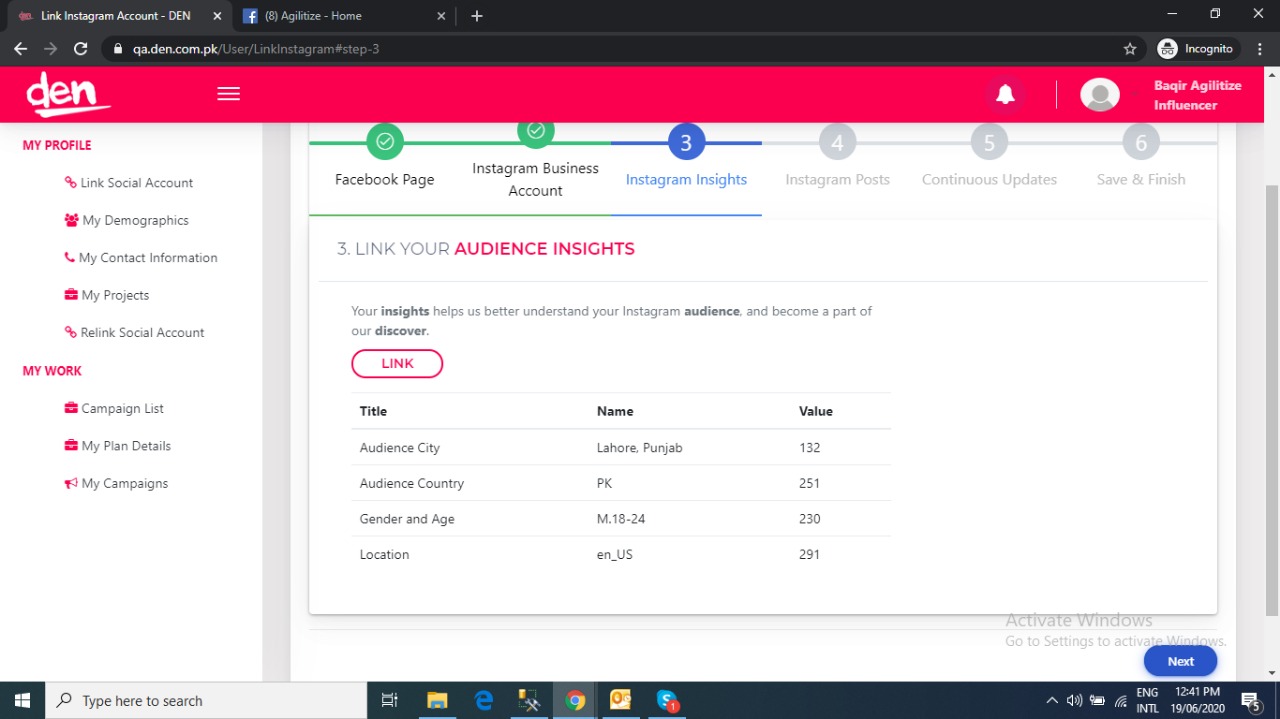 Link Instagram Account - DEN
(8) Agilitize - Home
qa.den.com.pk/User/LinkInstagram#step-3
Incognito
den
Baqir Agilitize
Influencer
MY PROFILE
Link Social Account
My Demographics
My Contact Information
My Projects
Relink Social Account
MY WORK
Campaign List
My Plan Details
My Campaigns
Facebook Page
Instagram Business
Account
3
Instagram Insights
4
Instagram Posts
5
Continuous Updates
6
Save & Finish
3. LINK YOUR AUDIENCE INSIGHTS
Your insights helps us better understand your Instagram audience, and become a part of
our discover.
LINK
Title Name Value
Audience City Lahore, Punjab 132
Audience Country PK 251
Gender and Age M.18-24 230
Location en_US 291
Activate Windows
Go to Settings to activate Windows.
Next
Type here to search
1
ENG
INTL
12:41 PM
19/06/2020
5